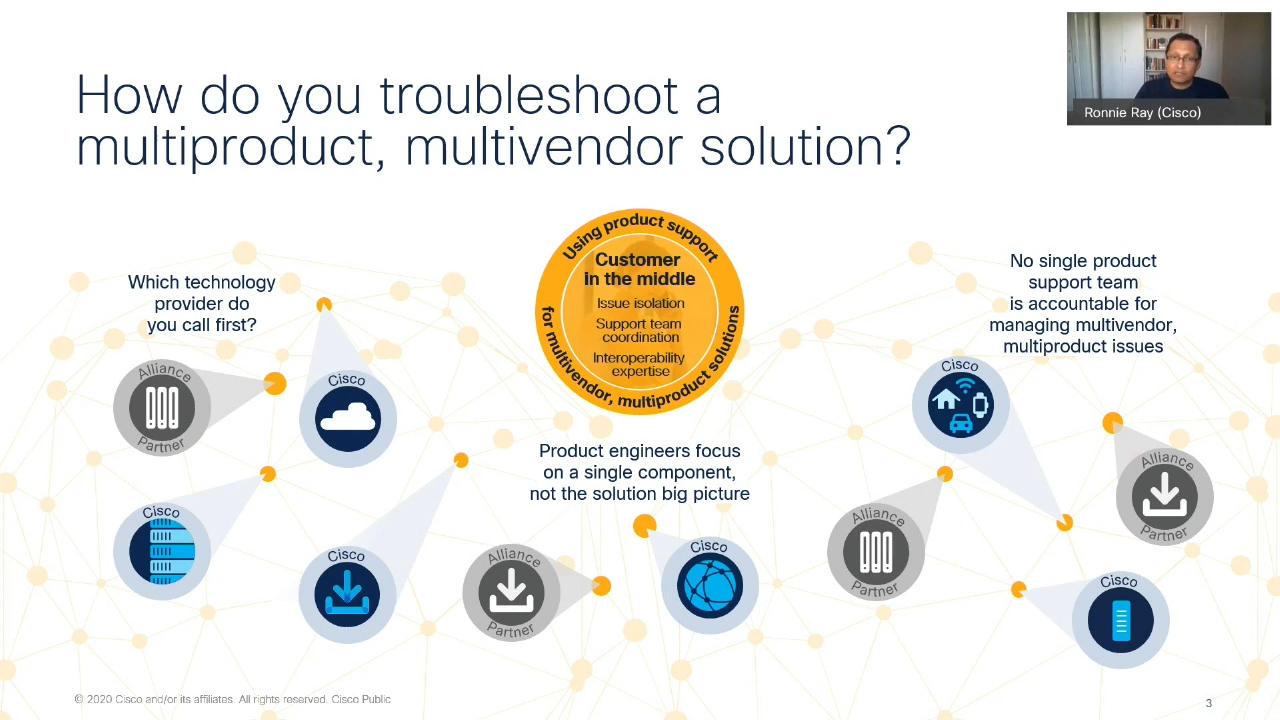 How do you troubleshoot a
multiproduct, multivendor solution?
Ronnie Ray (Cisco)
Which technology
provider do
you call first?
Alliance
Partner
Cisco
Cisco
Cisco
Using product support
for multivendor, multiproduct solutions
Customer
in the middle
Issue isolation
Support team
coordination
Interoperability
expertise
Product engineers focus
on a single component,
not the solution big picture
Alliance
Partner
Cisco
No single product
support team
is accountable for
managing multivendor,
multiproduct issues
Cisco
Alliance
Partner
Alliance
Partner
Cisco
© 2020 Cisco and/or its affiliates. All rights reserved. Cisco Public
3